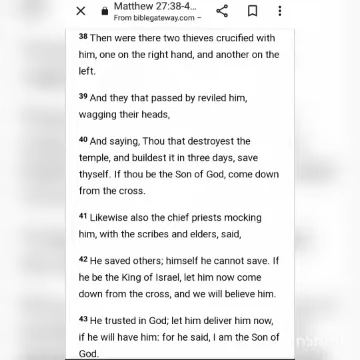 Matthew 27:38-4...
From biblegateway.com –
38 Then were there two thieves crucified with
him, one on the right hand, and another on the
left.
39 And they that passed by reviled him,
wagging their heads,
40 And saying, Thou that destroyest the
temple, and buildest it in three days, save
thyself. If thou be the Son of God, come down
from the cross.
41 Likewise also the chief priests mocking
him, with the scribes and elders, said,
42 He saved others; himself he cannot save. If
he be the King of Israel, let him now come
down from the cross, and we will believe him.
43 He trusted in God; let him deliver him now,
if he will have him: for he said, I am the Son of
God.